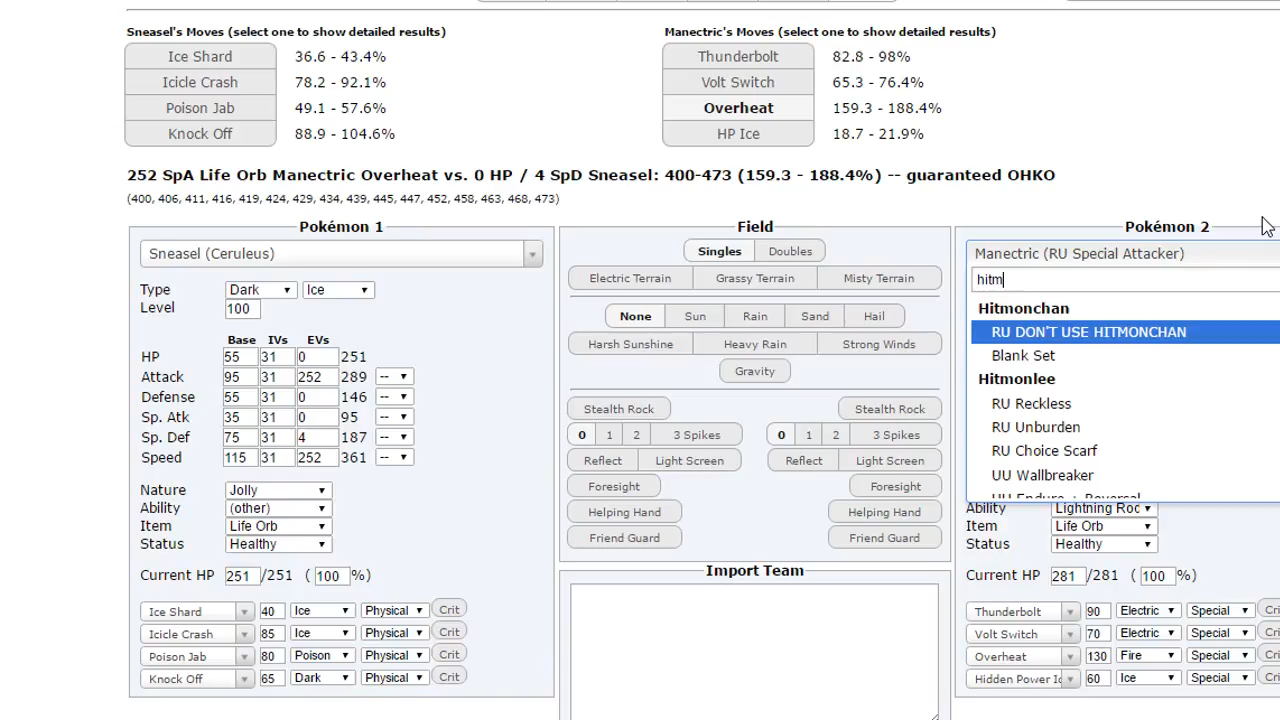 Sneasel's Moves (select one to show detailed results)
Ice Shard 36.6 - 43.4%
Icicle Crash 78.2 - 92.1%
Poison Jab 49.1 - 57.6%
Knock Off 88.9 - 104.6%
Manectric's Moves (select one to show detailed results)
Thunderbolt 82.8 - 98%
Volt Switch 65.3 - 76.4%
Overheat 159.3 - 188.4%
HP Ice 18.7 - 21.9%
252 SpA Life Orb Manectric Overheat vs. 0 HP / 4 SpD Sneasel: 400-473 (159.3 - 188.4%) -- guaranteed OHKO
(400, 406, 411, 416, 419, 424, 429, 434, 439, 445, 447, 452, 458, 463, 468, 473)
Pokémon 1
Sneasel (Ceruleus)
Type Dark Ice
Level 100
Base IVs EVs
HP 55 31 0 251
Attack 95 31 252 289 --
Defense 55 31 0 146 --
Sp. Atk 35 31 0 95 --
Sp. Def 75 31 4 187 --
Speed 115 31 252 361 --
Nature Jolly
Ability (other)
Item Life Orb
Status Healthy
Current HP 251 /251 ( 100 %)
Ice Shard 40 Ice Physical Crit
Icicle Crash 85 Ice Physical Crit
Poison Jab 80 Poison Physical Crit
Knock Off 65 Dark Physical Crit
Field
Singles Doubles
Electric Terrain Grassy Terrain Misty Terrain
None Sun Rain Sand Hail
Harsh Sunshine Heavy Rain Strong Winds
Gravity
Stealth Rock Stealth Rock
0 1 2 3 Spikes 0 1 2 3 Spikes
Reflect Light Screen Reflect Light Screen
Foresight Foresight
Helping Hand Helping Hand
Friend Guard Friend Guard
Import Team
Pokémon 2
Manectric (RU Special Attacker)
hitm
Hitmonchan
RU DON'T USE HITMONCHAN
Blank Set
Hitmonlee
RU Reckless
RU Unburden
RU Choice Scarf
UU Wallbreaker
UU Endure + Reversal
Ability Lightning Roc
Item Life Orb
Status Healthy
Current HP 281 /281 ( 100 %)
Thunderbolt 90 Electric Special Cri
Volt Switch 70 Electric Special Cri
Overheat 130 Fire Special Cri
Hidden Power Ic 60 Ice Special Cri